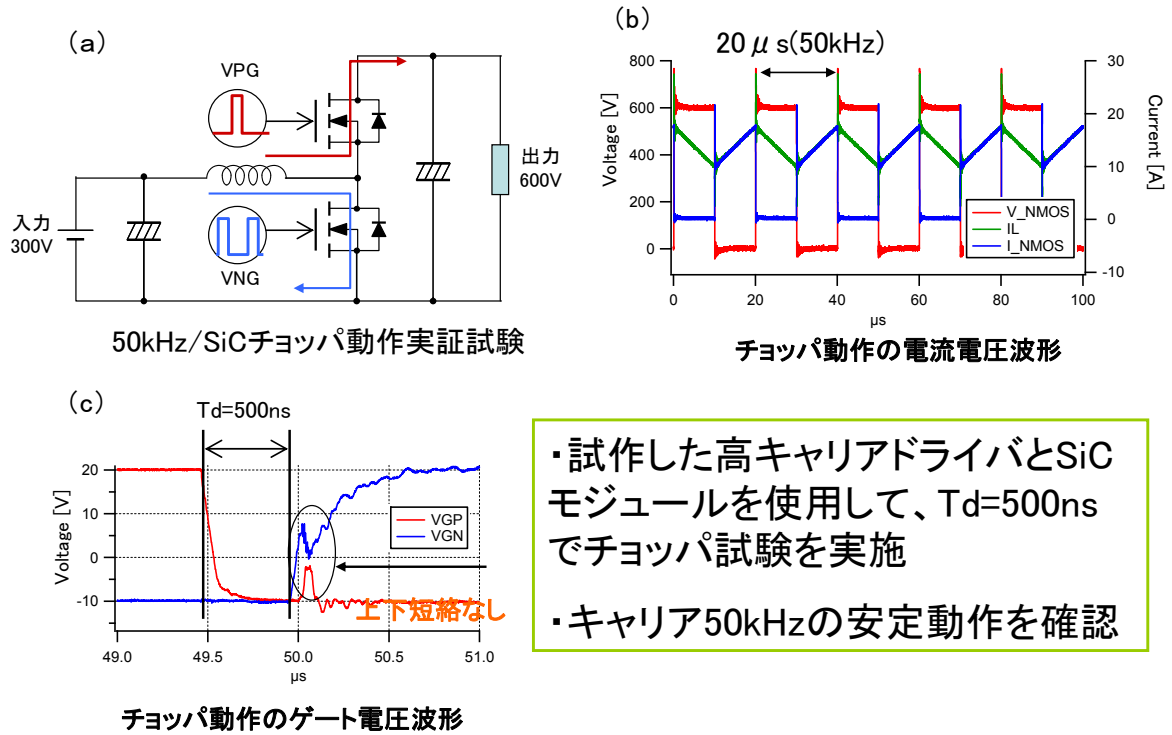 (a)
VPG
VNG
入力
300V
出力
600V
50kHz/SiCチョッパ動作実証試験
(b)
20μs(50kHz)
Voltage [V]
800
600
400
200
0
Current [A]
30
20
10
0
-10
V_NMOS
IL
I_NMOS
0
20
40
60
80
100
μs
チョッパ動作の電流電圧波形
(c)
Td=500ns
Voltage [V]
20
10
0
-10
VGP
VGN
上下短絡なし
49.0
49.5
50.0
50.5
51.0
μs
チョッパ動作のゲート電圧波形
・試作した高キャリアドライバとSiC
モジュールを使用して、Td=500ns
でチョッパ試験を実施
・キャリア50kHzの安定動作を確認